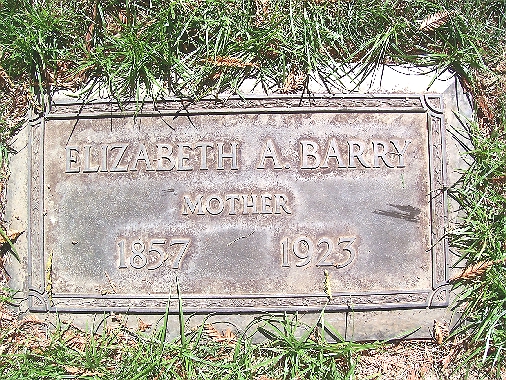 ELIZABETH A. BARRY
MOTHER
1857 1923